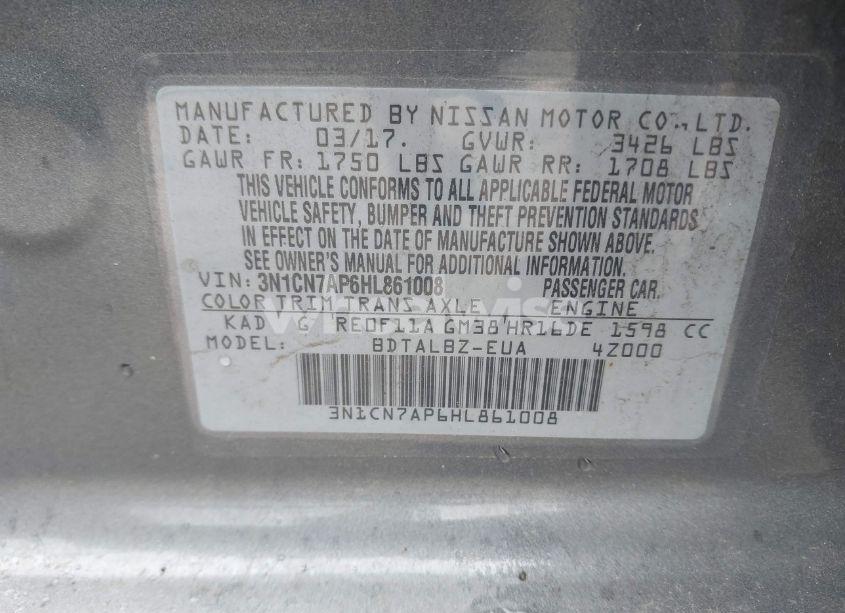 MANUFACTURED BY NISSAN MOTOR CO., LTD.
DATE: 03/17. GVWR: 3426 LBS
GAWR FR: 1750 LBS GAWR RR: 1708 LBS
THIS VEHICLE CONFORMS TO ALL APPLICABLE FEDERAL MOTOR
VEHICLE SAFETY, BUMPER AND THEFT PREVENTION STANDARDS
IN EFFECT ON THE DATE OF MANUFACTURE SHOWN ABOVE.
SEE OWNER'S MANUAL FOR ADDITIONAL INFORMATION.
VIN: 3N1CN7AP6HL861008 PASSENGER CAR.
COLOR TRIM TRANS AXLE ENGINE
KAD G RE0F11A GM38 HR16DE 1598 CC
MODEL: BDTALBZ-EUA 4Z000
3N1CN7AP6HL861008